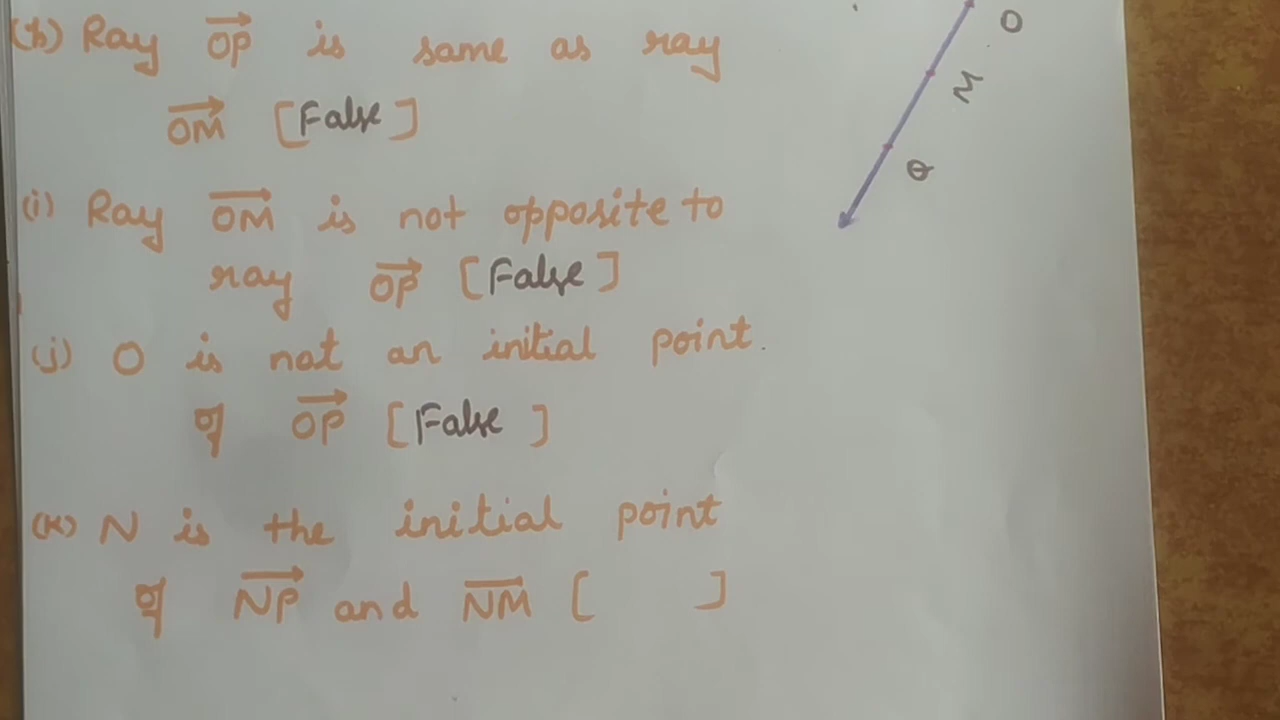 (h) Ray OP is same as ray
OM [False]
(i) Ray OM is not opposite to
ray OP [False]
(j) O is not an initial point.
of OP [False ]
(k) N is the initial point
of NP and NM [ ]
O
M
Q